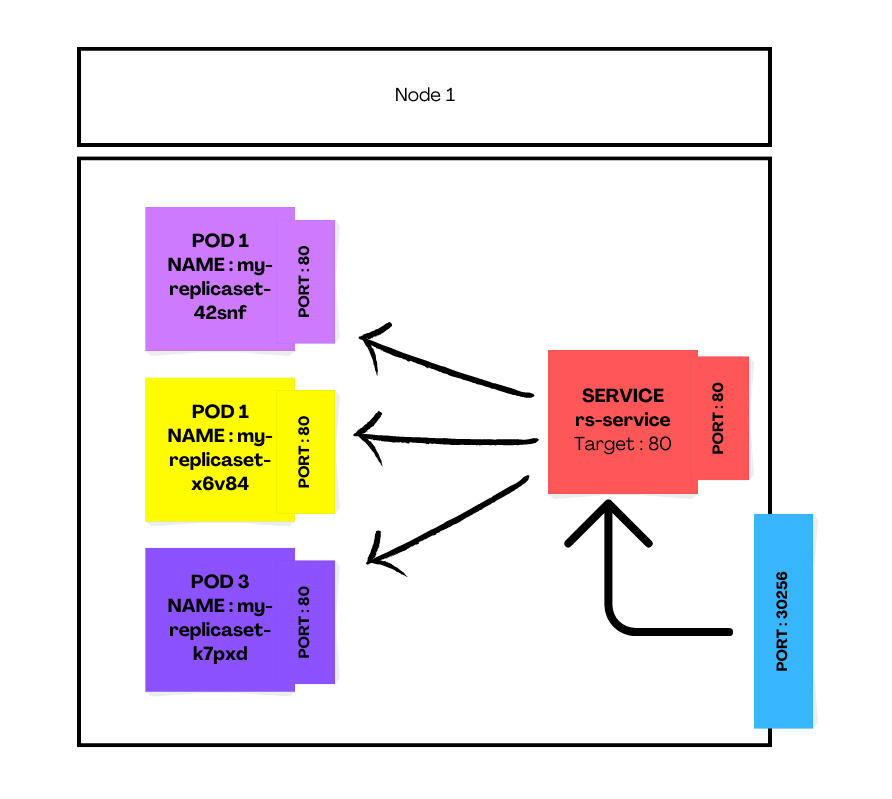 Node 1
POD 1
NAME : my-
replicaset-
42snf
PORT : 80
POD 1
NAME : my-
replicaset-
x6v84
PORT : 80
POD 3
NAME : my-
replicaset-
k7pxd
PORT : 80
SERVICE
rs-service
Target : 80
PORT : 80
PORT : 30256